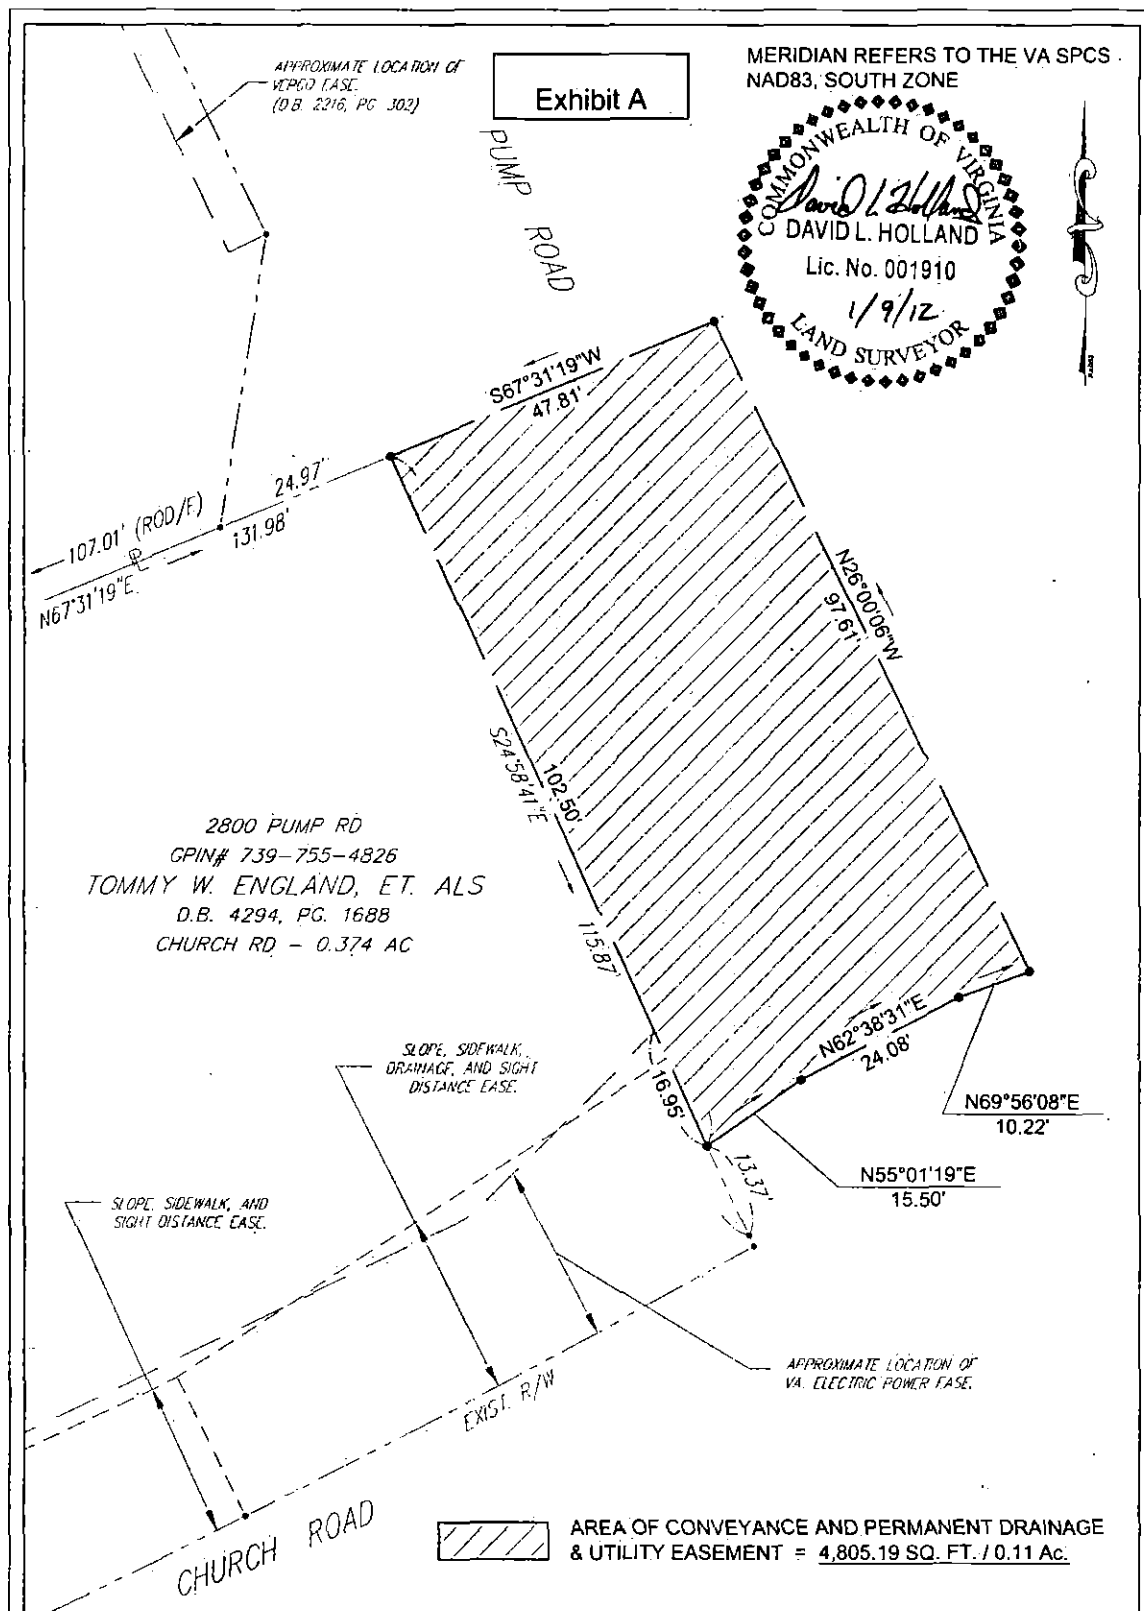 APPROXIMATE LOCATION OF
VEPCO EASE.
(D.B. 2216, PG 303)
Exhibit A
MERIDIAN REFERS TO THE VA SPCS
NAD83, SOUTH ZONE
COMMONWEALTH OF VIRGINIA
David L. Holland
DAVID L. HOLLAND
Lic. No. 001910
1/9/12
LAND SURVEYOR
PUMP ROAD
S67°31'19"W
47.81'
24.97'
107.01' (ROD/F)
131.98'
N67°31'19"E
N26°00'06"W
97.61'
102.50'
S24°58'41"E
115.87'
2800 PUMP RD
GPIN# 739-755-4826
TOMMY W. ENGLAND, ET. ALS
D.B. 4294, PG. 1688
CHURCH RD - 0.374 AC
N62°38'31"E
24.08'
SLOPE, SIDEWALK,
DRAINAGE, AND SIGHT
DISTANCE EASE.
16.95'
N69°56'08"E
10.22'
13.37'
N55°01'19"E
15.50'
SLOPE, SIDEWALK, AND
SIGHT DISTANCE EASE.
APPROXIMATE LOCATION OF
VA. ELECTRIC POWER EASE.
EXIST. R/W
CHURCH ROAD
AREA OF CONVEYANCE AND PERMANENT DRAINAGE
& UTILITY EASEMENT = 4,805.19 SQ. FT. / 0.11 Ac.